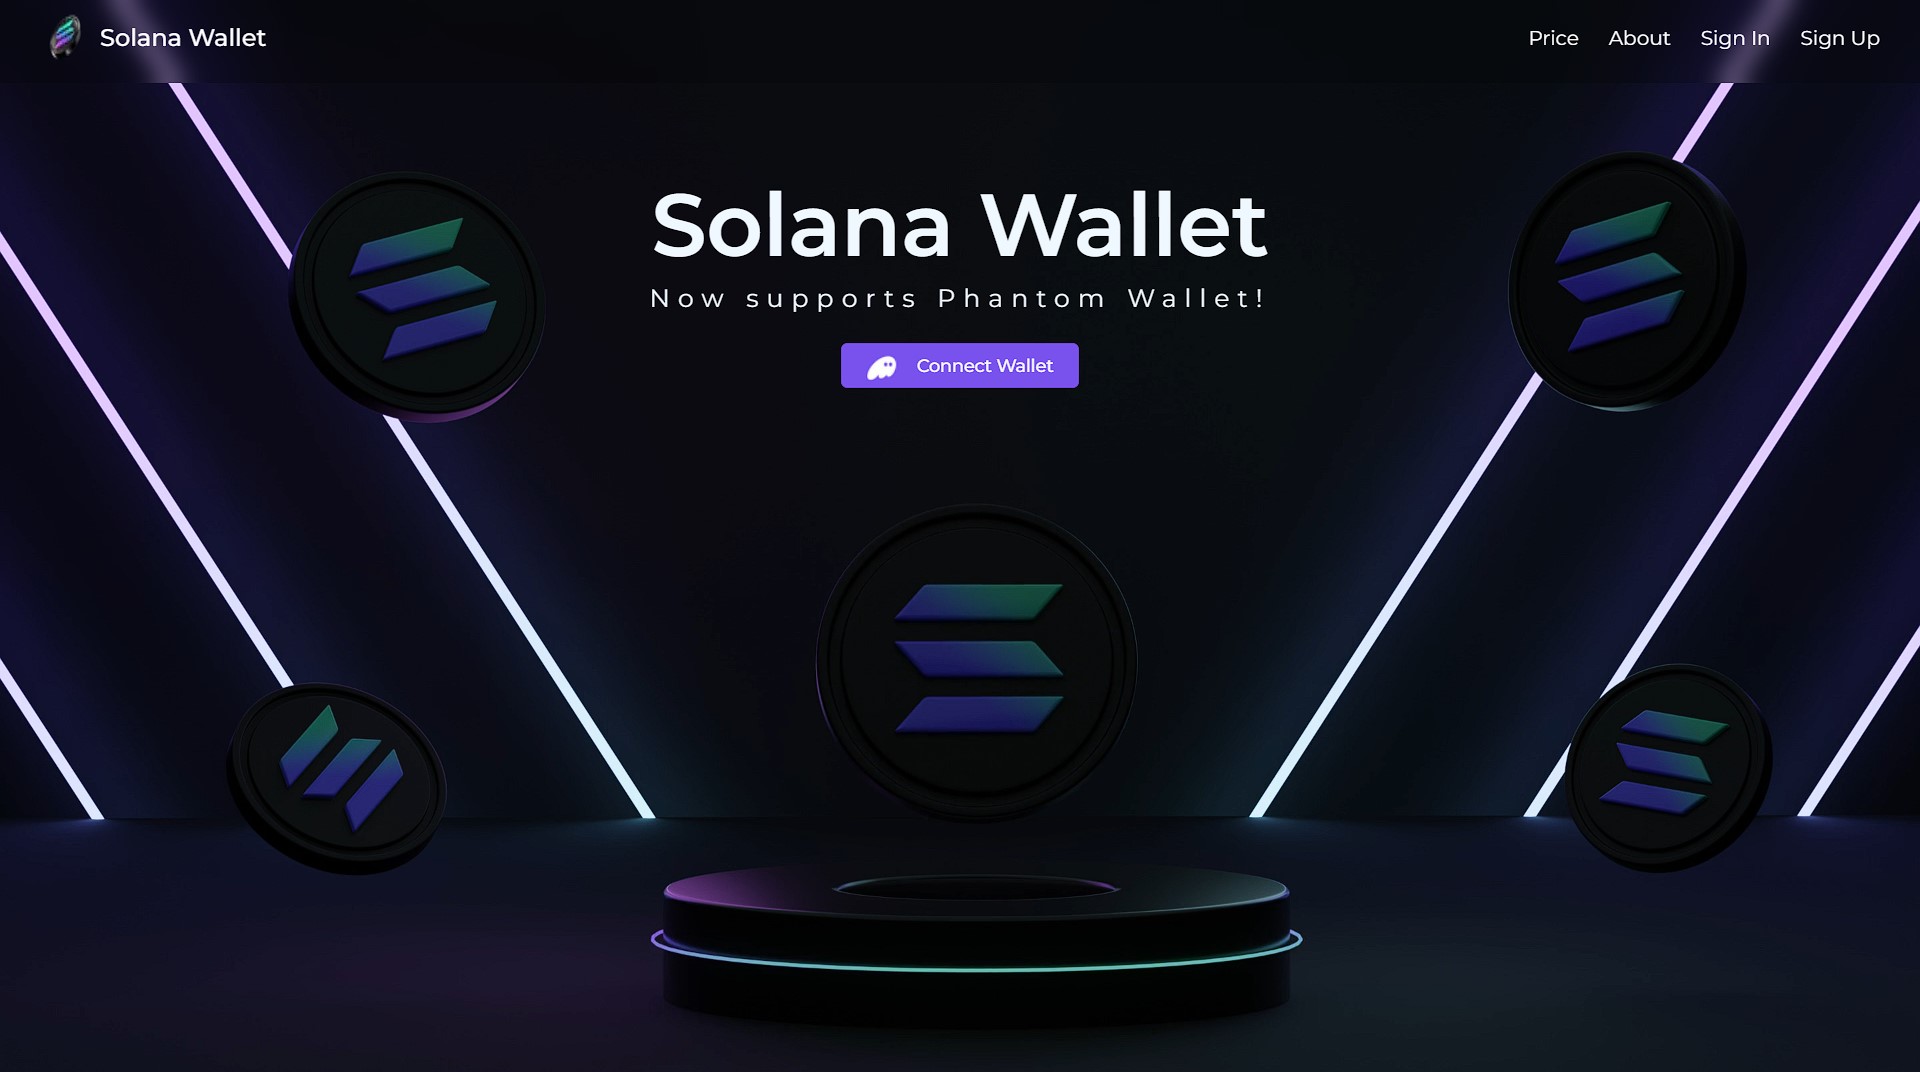 Solana Wallet
Price
About
Sign In
Sign Up
Solana Wallet
Now supports Phantom Wallet!
Connect Wallet